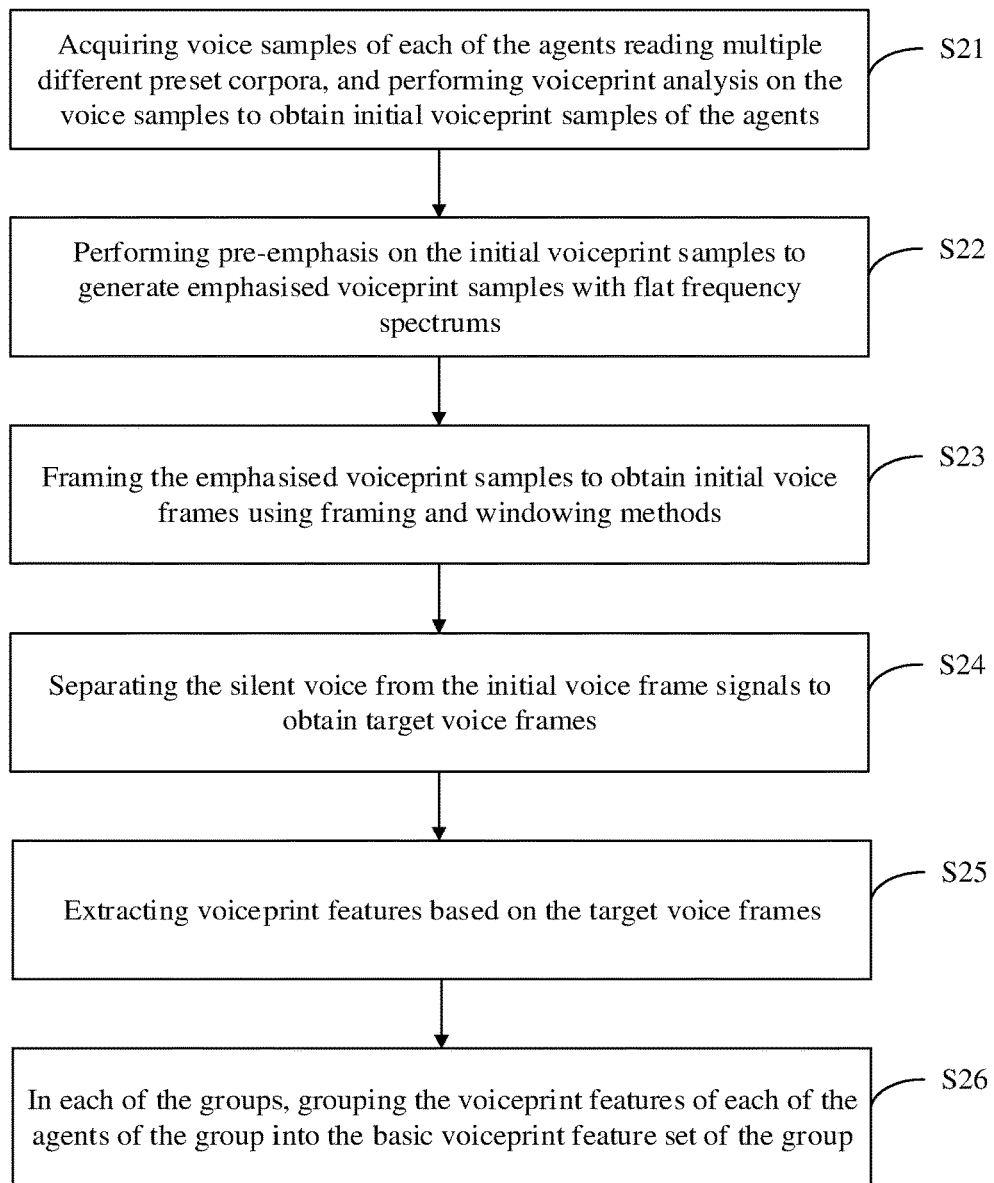 Acquiring voice samples of each of the agents reading multiple
different preset corpora, and performing voiceprint analysis on the
voice samples to obtain initial voiceprint samples of the agents
S21
Performing pre-emphasis on the initial voiceprint samples to
generate emphasised voiceprint samples with flat frequency
spectrums
S22
Framing the emphasised voiceprint samples to obtain initial voice
frames using framing and windowing methods
S23
Separating the silent voice from the initial voice frame signals to
obtain target voice frames
S24
Extracting voiceprint features based on the target voice frames
S25
In each of the groups, grouping the voiceprint features of each of the
agents of the group into the basic voiceprint feature set of the group
S26